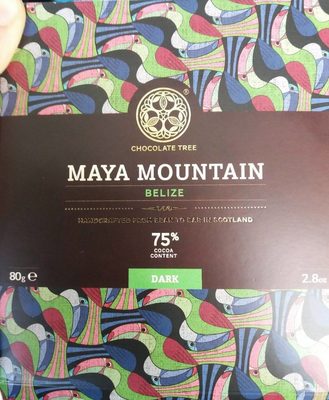 ®
CHOCOLATE TREE
MAYA MOUNTAIN
BELIZE
HANDCRAFTED FROM BEAN TO BAR IN SCOTLAND
75%
COCOA
CONTENT
80g ℮
DARK
2.8oz